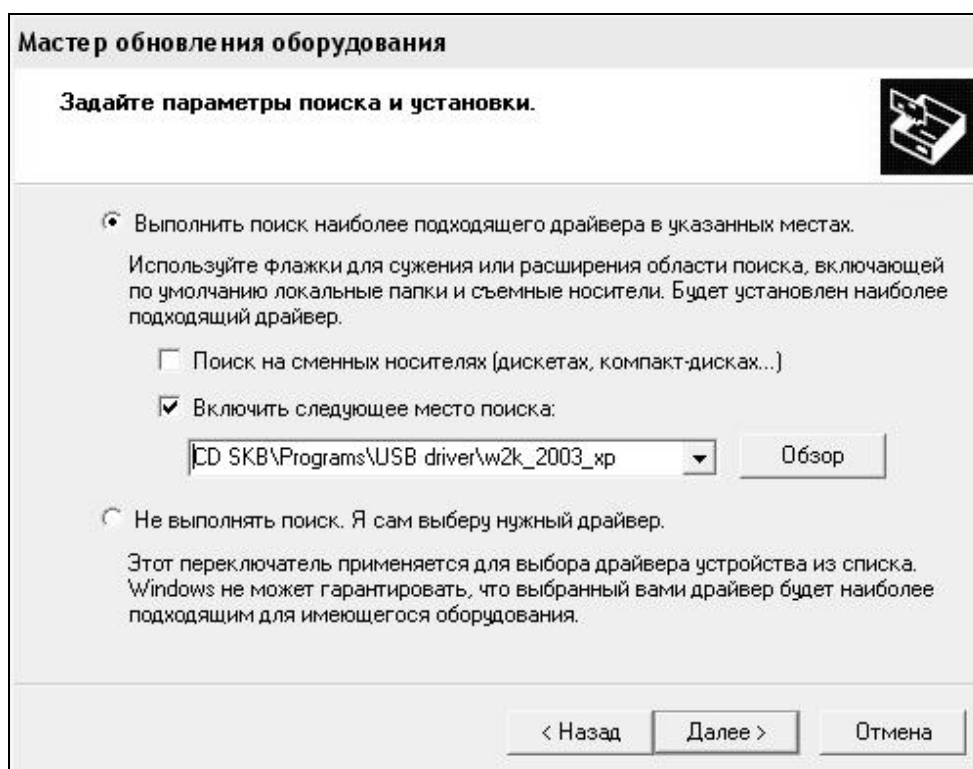 Мастер обновления оборудования
Задайте параметры поиска и установки.
Выполнить поиск наиболее подходящего драйвера в указанных местах.
Используйте флажки для сужения или расширения области поиска, включающей
по умолчанию локальные папки и съемные носители. Будет установлен наиболее
подходящий драйвер.
Поиск на сменных носителях (дискетах, компакт-дисках...)
Включить следующее место поиска:
CD SKB\Programs\USB driver\w2k_2003_xp
Обзор
Не выполнять поиск. Я сам выберу нужный драйвер.
Этот переключатель применяется для выбора драйвера устройства из списка.
Windows не может гарантировать, что выбранный вами драйвер будет наиболее
подходящим для имеющегося оборудования.
< Назад
Далее >
Отмена